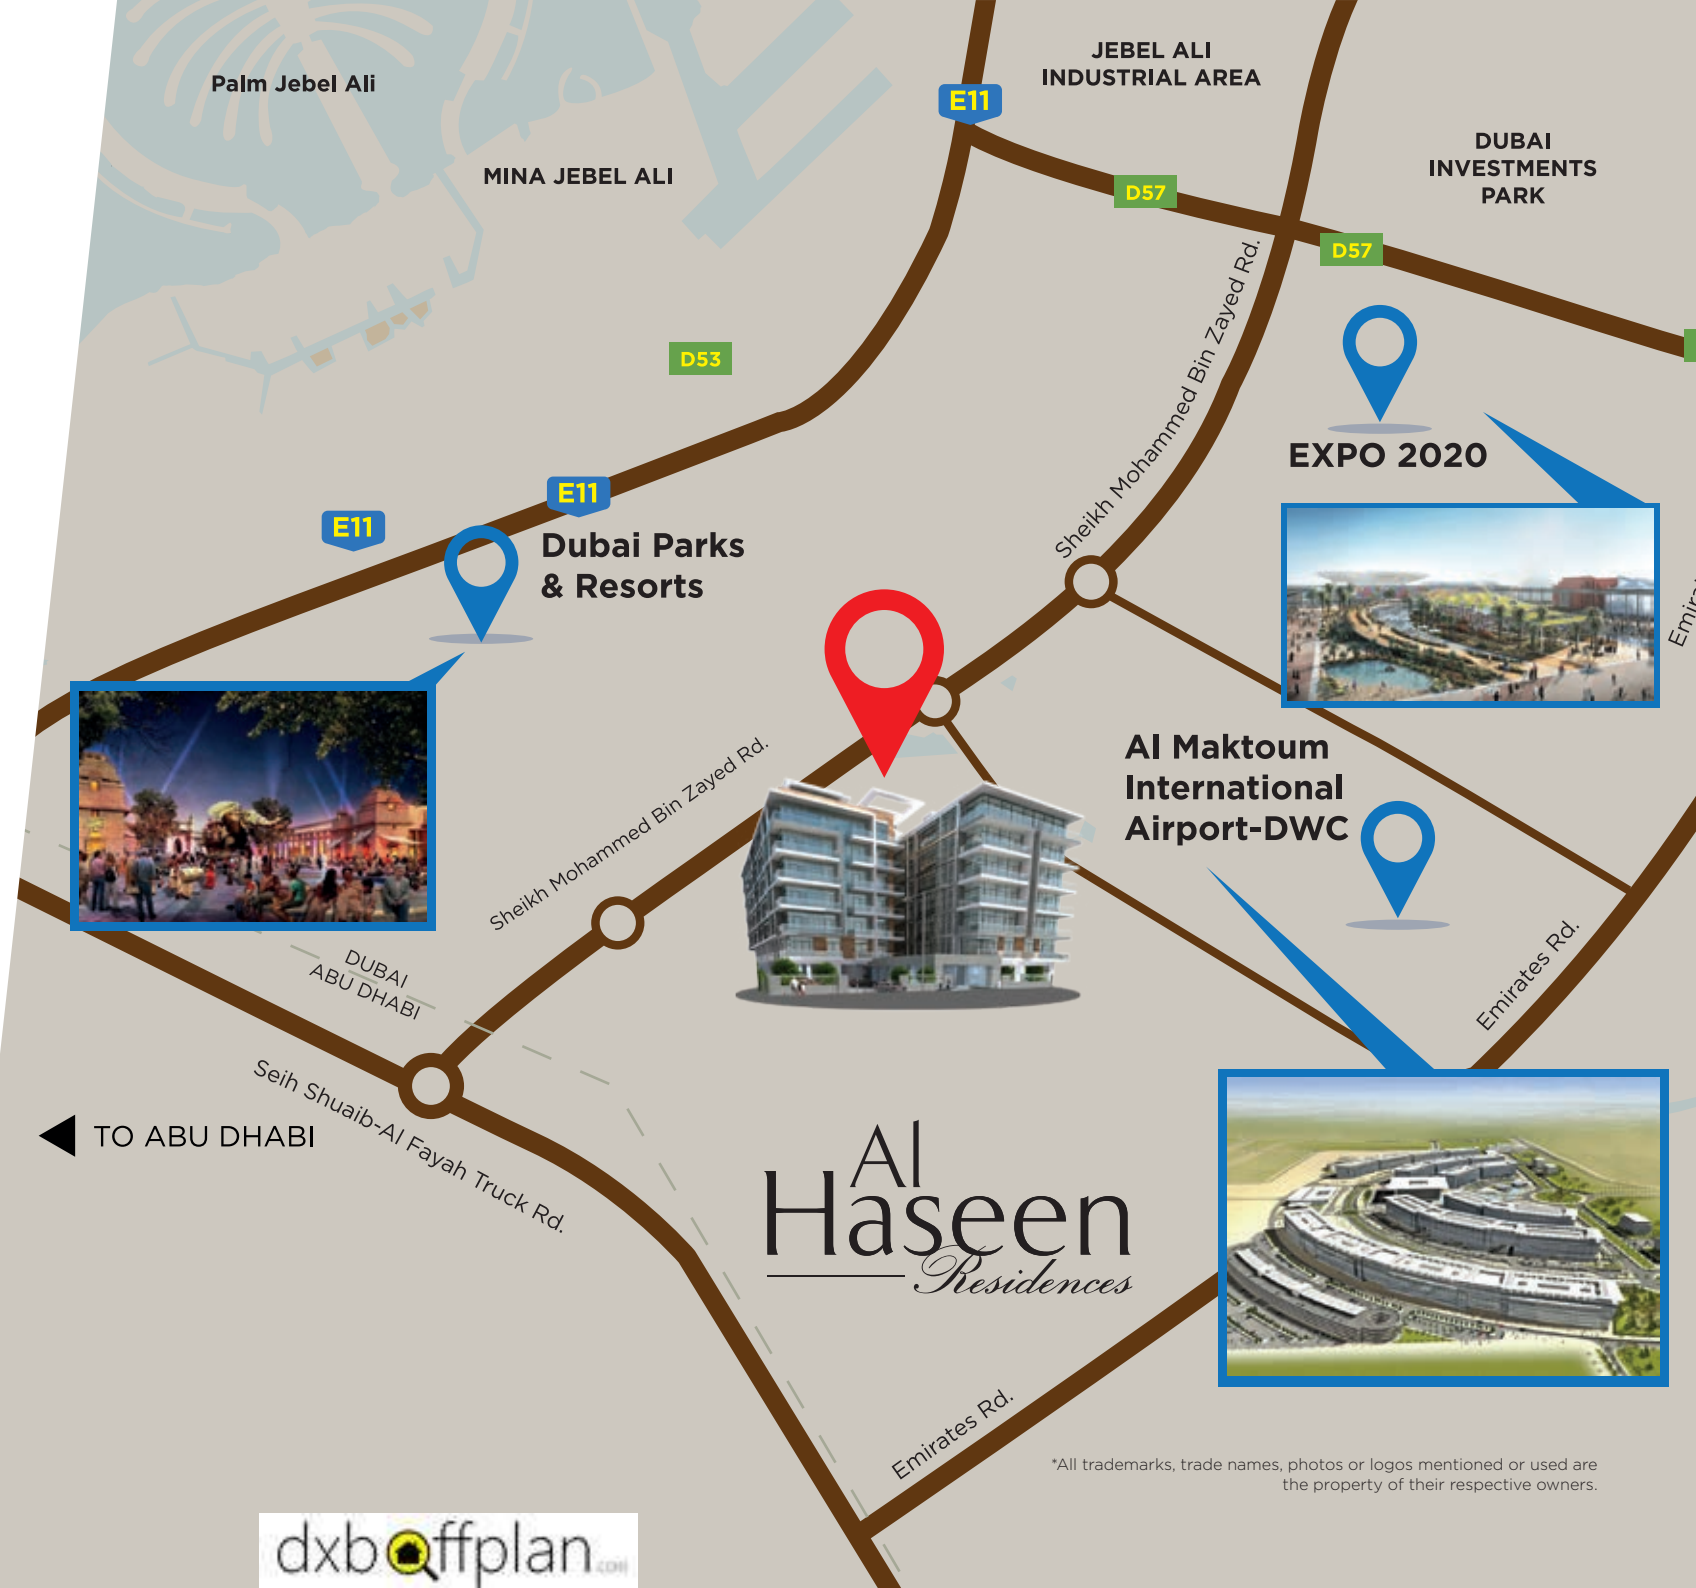 JEBEL ALI
INDUSTRIAL AREA
Palm Jebel Ali
E11
DUBAI
INVESTMENTS
PARK
MINA JEBEL ALI
D57
D57
Sheikh Mohammed Bin Zayed Rd.
D53
EXPO 2020
E11
E11
Dubai Parks
& Resorts
Al Maktoum
International
Airport-DWC
Sheikh Mohammed Bin Zayed Rd.
Emirates Rd.
DUBAI
ABU DHABI
Seih Shuaib-Al Fayah Truck Rd.
TO ABU DHABI
Al
Haseen
Residences
Emirates Rd.
*All trademarks, trade names, photos or logos mentioned or used are
the property of their respective owners.
dxboffplan.com